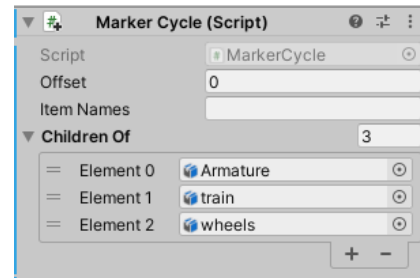 Marker Cycle (Script)
Script MarkerCycle
Offset 0
Item Names
Children Of 3
Element 0 Armature
Element 1 train
Element 2 wheels
+ -